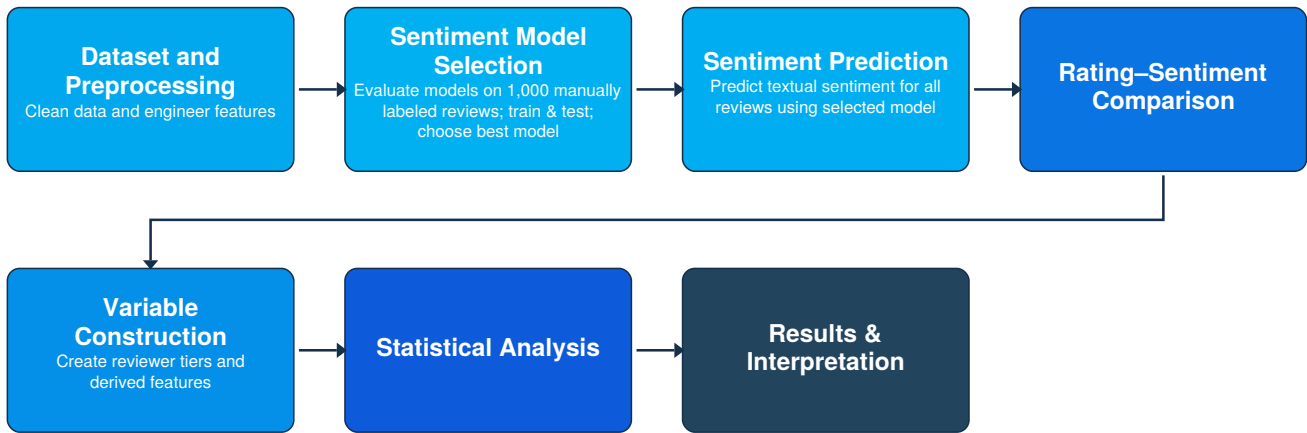 Dataset and
Preprocessing
Clean data and engineer features
Sentiment Model
Selection
Evaluate models on 1,000 manually
labeled reviews; train & test;
choose best model
Sentiment Prediction
Predict textual sentiment for all
reviews using selected model
Rating–Sentiment
Comparison
Variable
Construction
Create reviewer tiers and
derived features
Statistical Analysis
Results &
Interpretation